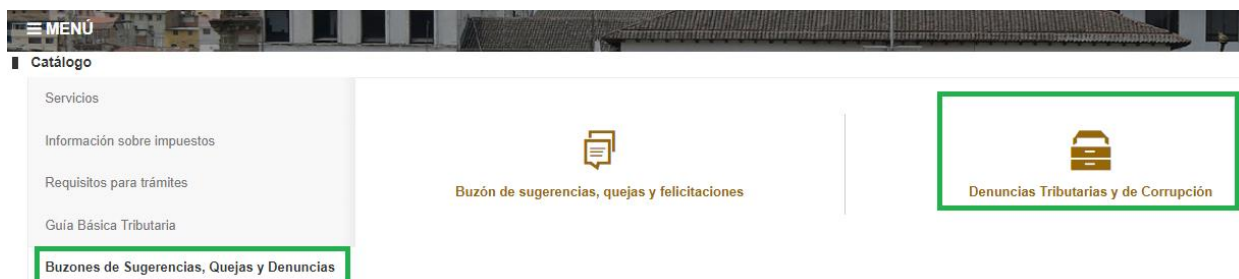 MENÚ
Catálogo
Servicios
Información sobre impuestos
Requisitos para trámites
Guía Básica Tributaria
Buzones de Sugerencias, Quejas y Denuncias
Buzón de sugerencias, quejas y felicitaciones
Denuncias Tributarias y de Corrupción